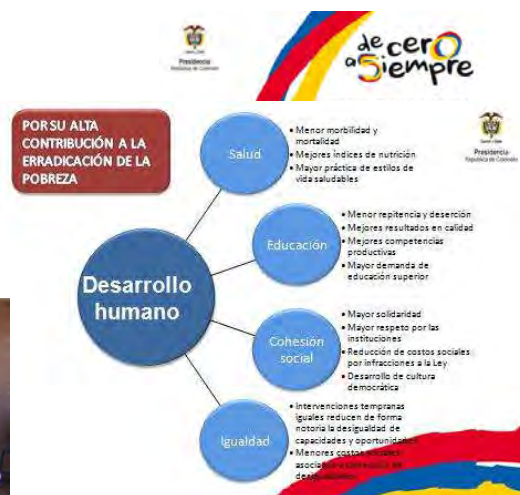 Presidencia
República de Colombia
de cero
a Siempre
Presidencia
República de Colombia
POR SU ALTA
CONTRIBUCIÓN A LA
ERRADICACIÓN DE LA
POBREZA
Desarrollo
humano
Salud
• Menor morbilidad y
mortalidad
• Mejores índices de nutrición
• Mayor práctica de estilos de
vida saludables
Educación
• Menor repitencia y deserción
• Mejores resultados en calidad
• Mejores competencias
productivas
• Mayor demanda de
educación superior
Cohesión
social
• Mayor solidaridad
• Mayor respeto por las
instituciones
• Reducción de costos sociales
por infracciones a la Ley
• Desarrollo de cultura
democrática
Igualdad
• Intervenciones tempranas
iguales reducen de forma
notoria la desigualdad de
capacidades y oportunidades
• Menores costos sociales